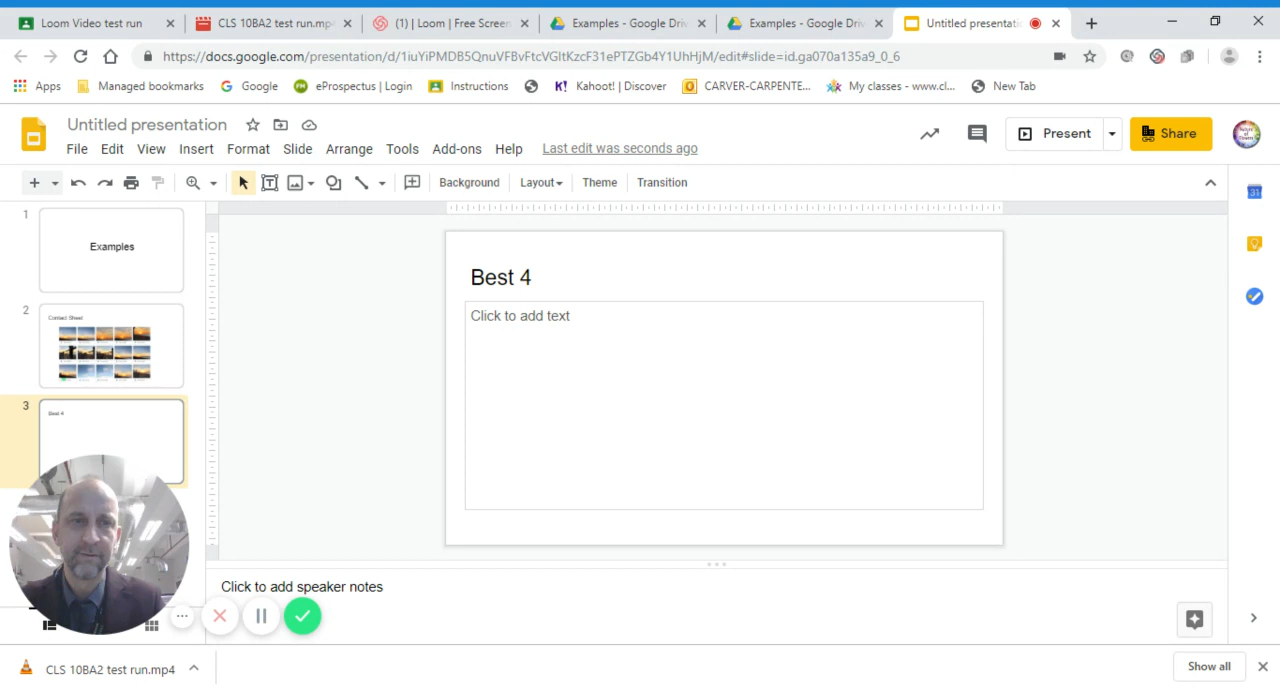 Loom Video test run
CLS 10BA2 test run.mp4
(1) | Loom | Free Screen
Examples - Google Driv
Examples - Google Driv
Untitled presentatio
https://docs.google.com/presentation/d/1iuYiPMDB5QnuVFBvFtcVGltKzcF31ePTZGb4Y1UhHjM/edit#slide=id.ga070a135a9_0_6
Apps
Managed bookmarks
Google
eProspectus | Login
Instructions
Kahoot! | Discover
CARVER-CARPENTE...
My classes - www.cl...
New Tab
Untitled presentation
File Edit View Insert Format Slide Arrange Tools Add-ons Help Last edit was seconds ago
Present
Share
Background Layout Theme Transition
1
Examples
2
Contact Sheet
3
Best 4
Best 4
Click to add text
Click to add speaker notes
CLS 10BA2 test run.mp4
Show all